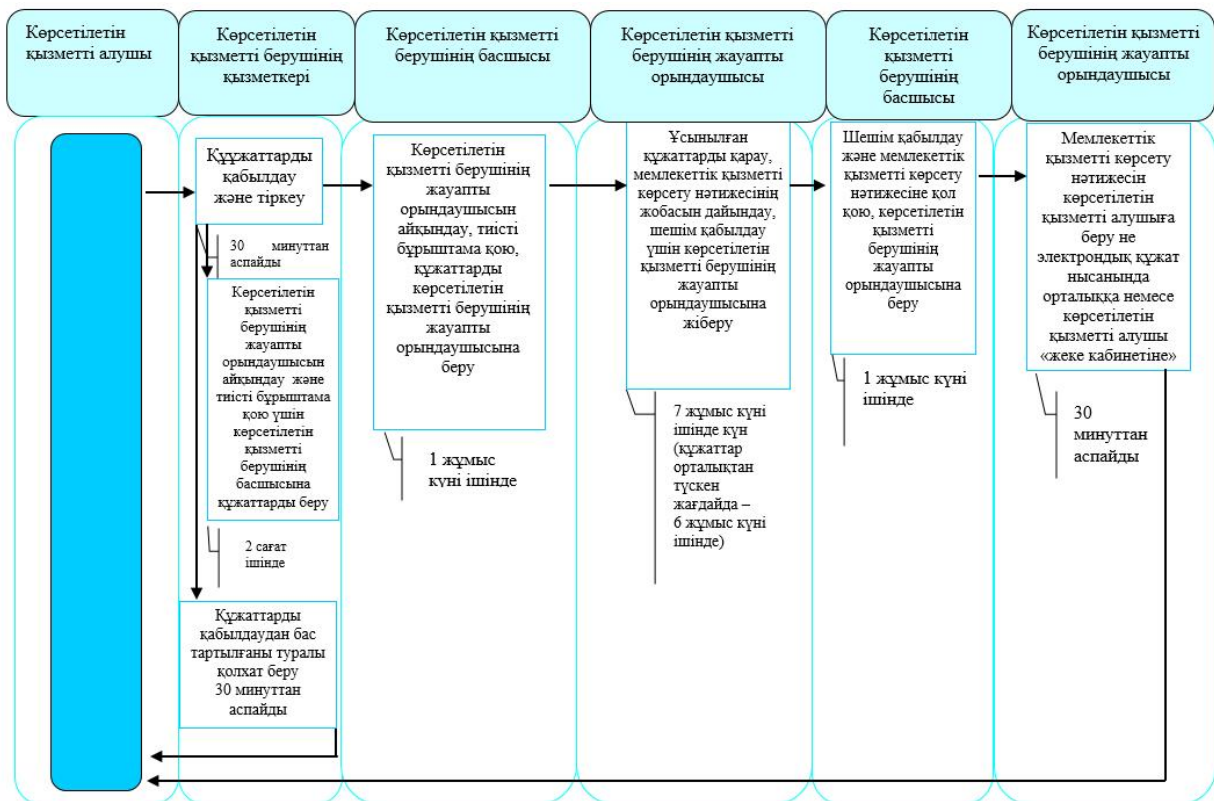 Көрсетілетін
қызметті алушы
Көрсетілетін
қызметті берушінің
қызметкері
Көрсетілетін қызметті
берушінің басшысы
Көрсетілетін қызметті
берушінің жауапты
орындаушысы
Көрсетілетін
қызметті
берушінің
басшысы
Көрсетілетін қызметті
берушінің жауапты
орындаушысы
Құұжаттарды
қабылдау
және тіркеу
30 минуттан
аспайды
Көрсетілетін
қызметті
берушінің
жауапты
орындаушысын
айқындау және
тиісті бұрыштама
қою үшін
көрсетілетін
қызметті
берушінің
басшысына
құжаттарды беру
2 сағат
ішінде
Құжаттарды
қабылдаудан бас
тартылғаны туралы
қолхат беру
30 минуттан
аспайды
Көрсетілетін
қызметті берушінің
жауапты
орындаушысын
айқындау, тиісті
бұрыштама қою,
құжаттарды
көрсетілетін
қызметті берушінің
жауапты
орындаушысына
беру
1 жұмыс
күні ішінде
Ұсынылған
құжаттарды қарау,
мемлекеттік қызметті
көрсету нәтижесінің
жобасын дайындау,
шешім қабылдау
үшін көрсетілетін
қызметті берушінің
жауапты
орындаушысына
жіберу
7 жұмыс күні
ішінде күн
(құжаттар
орталықтан
түскен
жағдайда –
6 жұмыс күні
ішінде)
Шешім қабылдау
және мемлекеттік
қызметті көрсету
нәтижесіне қол
қою, көрсетілетін
қызметті
берушінің
жауапты
орындаушысына
беру
1 жұмыс күні
ішінде
Мемлекеттік
қызметті көрсету
нәтижесін
көрсетілетін
қызметті алушыға
беру не
электрондық құжат
нысанында
орталыққа немесе
көрсетілетін
қызметті алушы
«жеке кабинетіне»
30
минуттан
аспайды